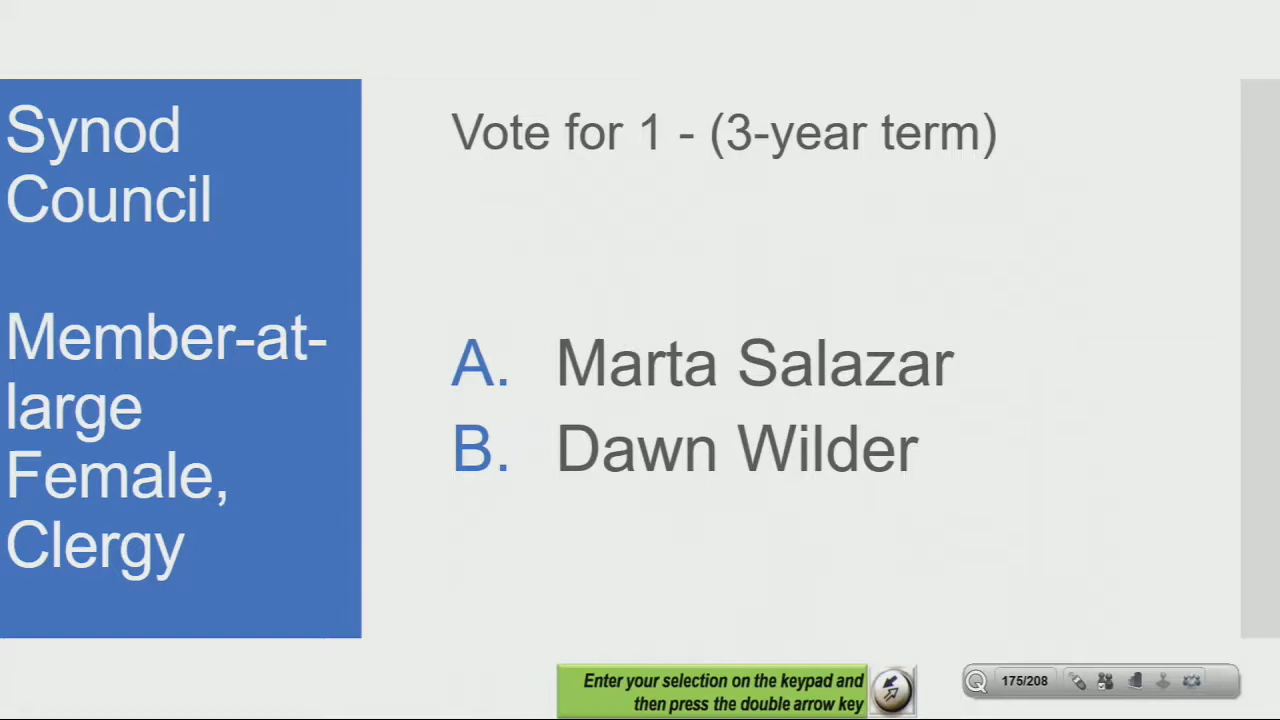 Synod
Council
Member-at-
large
Female,
Clergy
Vote for 1 - (3-year term)
A. Marta Salazar
B. Dawn Wilder
Enter your selection on the keypad and
then press the double arrow key
175/208